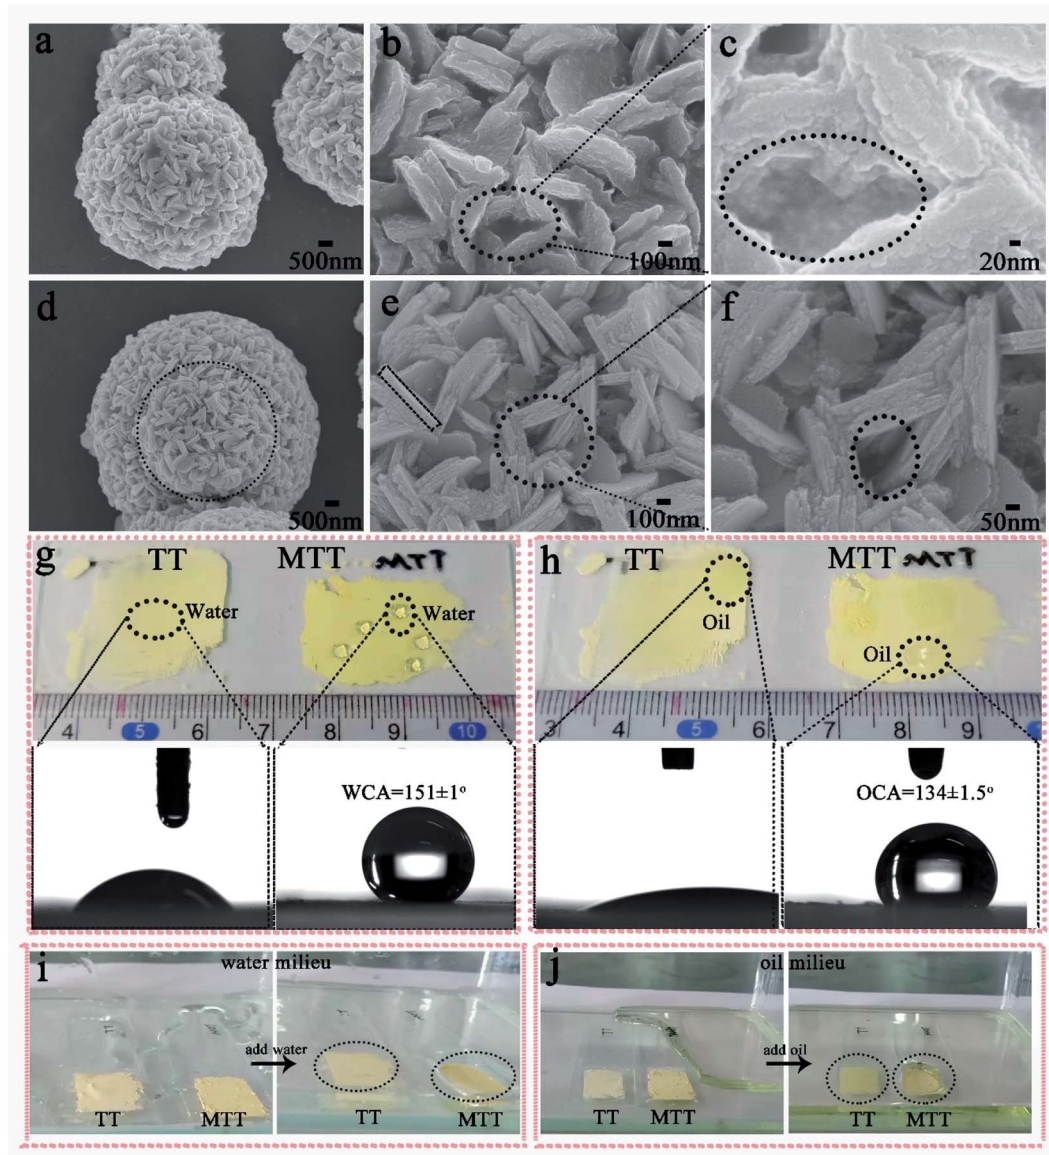 a
b
c
500nm
100nm
20nm
d
e
f
500nm
100nm
50nm
g
TT
MTT
Water
Water
4 5 6 7 8 9 10
WCA=151±1°
h
TT
MTT
Oil
Oil
3 4 5 6 7 8 9
OCA=134±1.5°
i
water milieu
add water
TT
MTT
TT
MTT
j
oil milieu
add oil
TT
MTT
TT
MTT